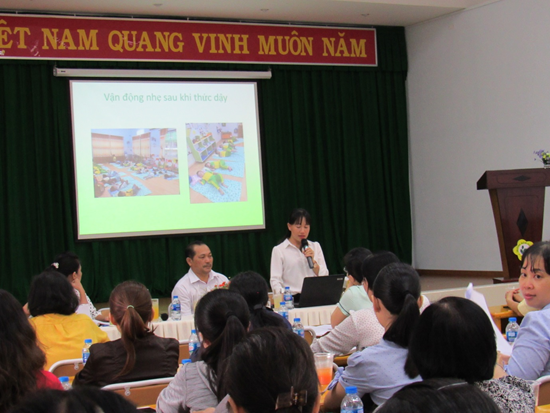 ỆT NAM QUANG VINH MUÔN NĂM
Vận động nhẹ sau khi thức dậy